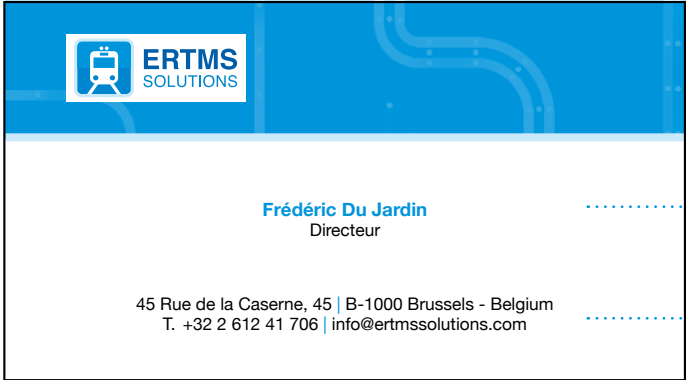 ERTMS
SOLUTIONS
Frédéric Du Jardin
Directeur
45 Rue de la Caserne, 45 | B-1000 Brussels - Belgium
T. +32 2 612 41 706 | info@ertmssolutions.com